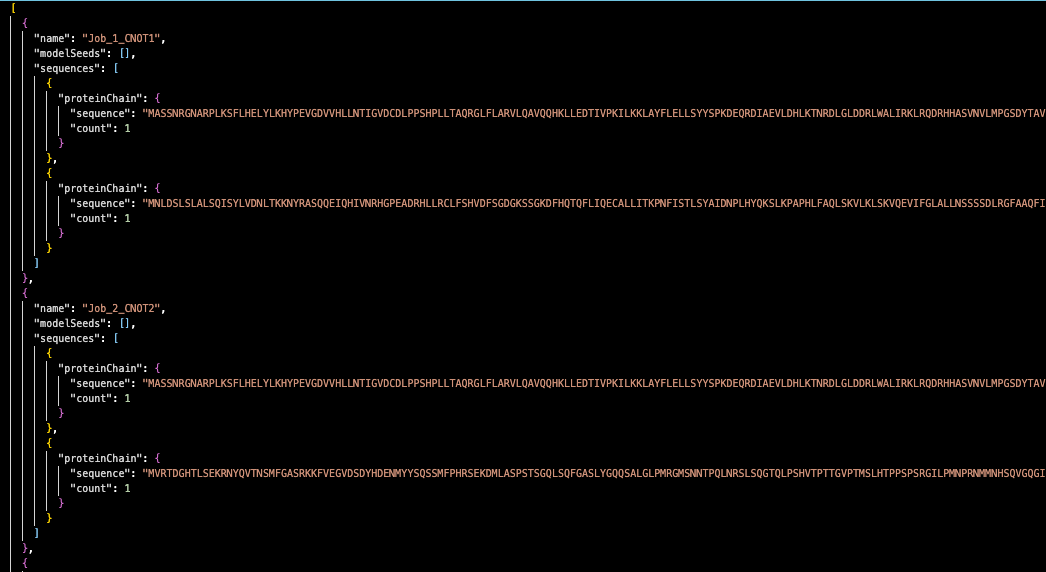 [
{
"name": "Job_1_CNOT1",
"modelSeeds": [],
"sequences": [
{
"proteinChain": {
"sequence": "MASSNRGNARPLKSFLHELYLKHYPEVGDVVHLLNTIGVDCDLPPSHPLLTAQRGLFLARVLQAVQQHKLLEDTIVPKILKKLAYFLELLSYYSPKDEQRDIAEVLDHLKTNRDLGLDDRLWALIRKLRQDRHHASVNVLMPGSDYTAV
"count": 1
}
},
{
"proteinChain": {
"sequence": "MNLDSLSLALSQISYLVDNLTKKNYRASQQEIQHIVNRHGPEADRHLLRCLFSHVDFSGDGKSSGKDFHQTQFLIQECALLITKPNFISTLSYAIDNPLHYQKSLKPAPHLFAQLSKVLKLSKVQEVIFGLALLNSSSSDLRGFAAQFI
"count": 1
}
}
]
},
{
"name": "Job_2_CNOT2",
"modelSeeds": [],
"sequences": [
{
"proteinChain": {
"sequence": "MASSNRGNARPLKSFLHELYLKHYPEVGDVVHLLNTIGVDCDLPPSHPLLTAQRGLFLARVLQAVQQHKLLEDTIVPKILKKLAYFLELLSYYSPKDEQRDIAEVLDHLKTNRDLGLDDRLWALIRKLRQDRHHASVNVLMPGSDYTAV
"count": 1
}
},
{
"proteinChain": {
"sequence": "MVRTDGHTLSEKRNYQVTNSMFGASRKKFVEGVDSDYHDENMYYSQSSMFPHRSEKDMLASPSTSGQLSQFGASLYGQQSALGLPMRGMSNNTPQLNRSLSQGTQLPSHVTPTTGVPTMSLHTPPSPSRGILPMNPRNMMNHSQVGQGI
"count": 1
}
}
]
},
{